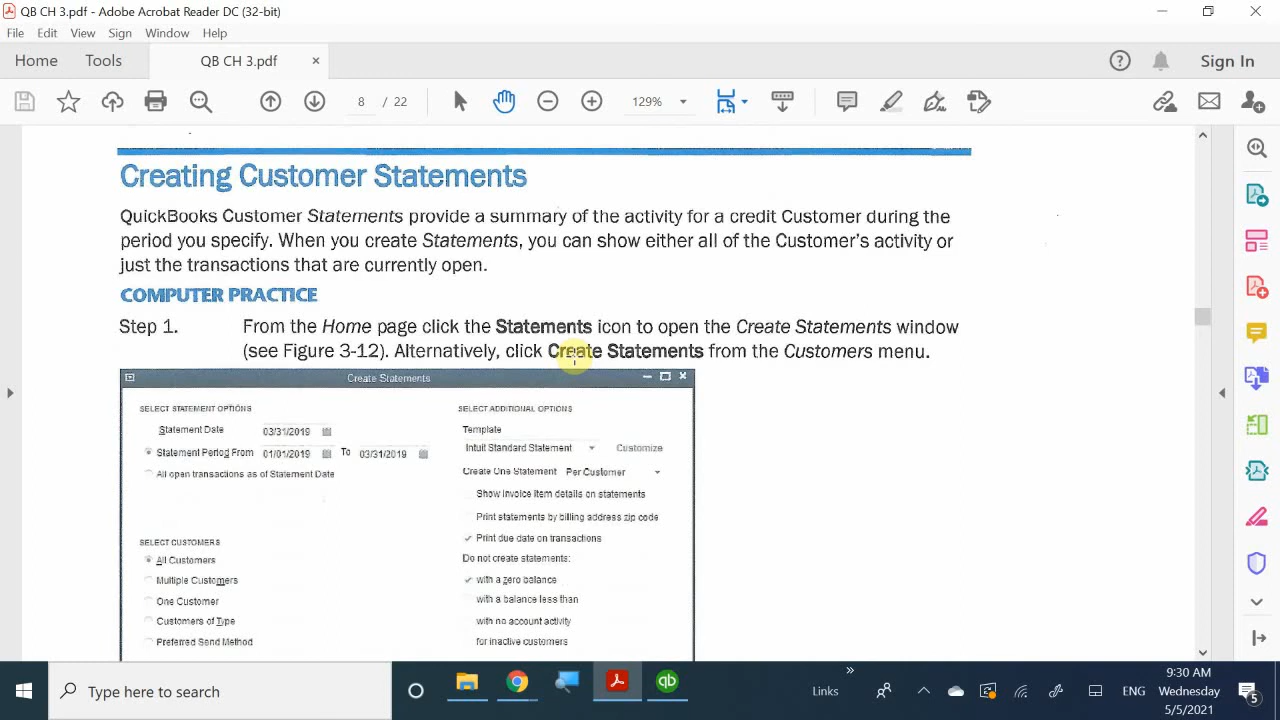 QB CH 3.pdf - Adobe Acrobat Reader DC (32-bit)
File Edit View Sign Window Help
Home Tools QB CH 3.pdf × Sign In
8 / 22 129%
Creating Customer Statements
QuickBooks Customer Statements provide a summary of the activity for a credit Customer during the
period you specify. When you create Statements, you can show either all of the Customer's activity or
just the transactions that are currently open.
COMPUTER PRACTICE
Step 1. From the Home page click the Statements icon to open the Create Statements window
(see Figure 3-12). Alternatively, click Create Statements from the Customers menu.
Create Statements
SELECT STATEMENT OPTIONS
Statement Date 03/31/2019
Statement Period From 01/01/2019 To 03/31/2019
All open transactions as of Statement Date
SELECT CUSTOMERS
All Customers
Multiple Customers
One Customer
Customers of Type
Preferred Send Method
SELECT ADDITIONAL OPTIONS
Template
Intuit Standard Statement Customize
Create One Statement Per Customer
Show invoice item details on statements
Print statements by billing address zip code
Print due date on transactions
Do not create statements:
with a zero balance
with a balance less than
with no account activity
for inactive customers
Type here to search
qb
Links
ENG
9:30 AM
Wednesday
5/5/2021
5